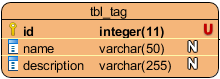 tbl_tag
id integer(11) U
name varchar(50) N
description varchar(255) N